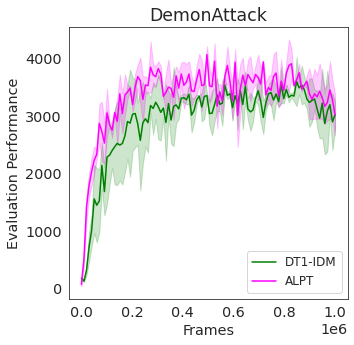 DemonAttack
Evaluation Performance
4000
3000
2000
1000
0
0.0
0.2
0.4
0.6
0.8
1.0
1e6
Frames
DT1-IDM
ALPT